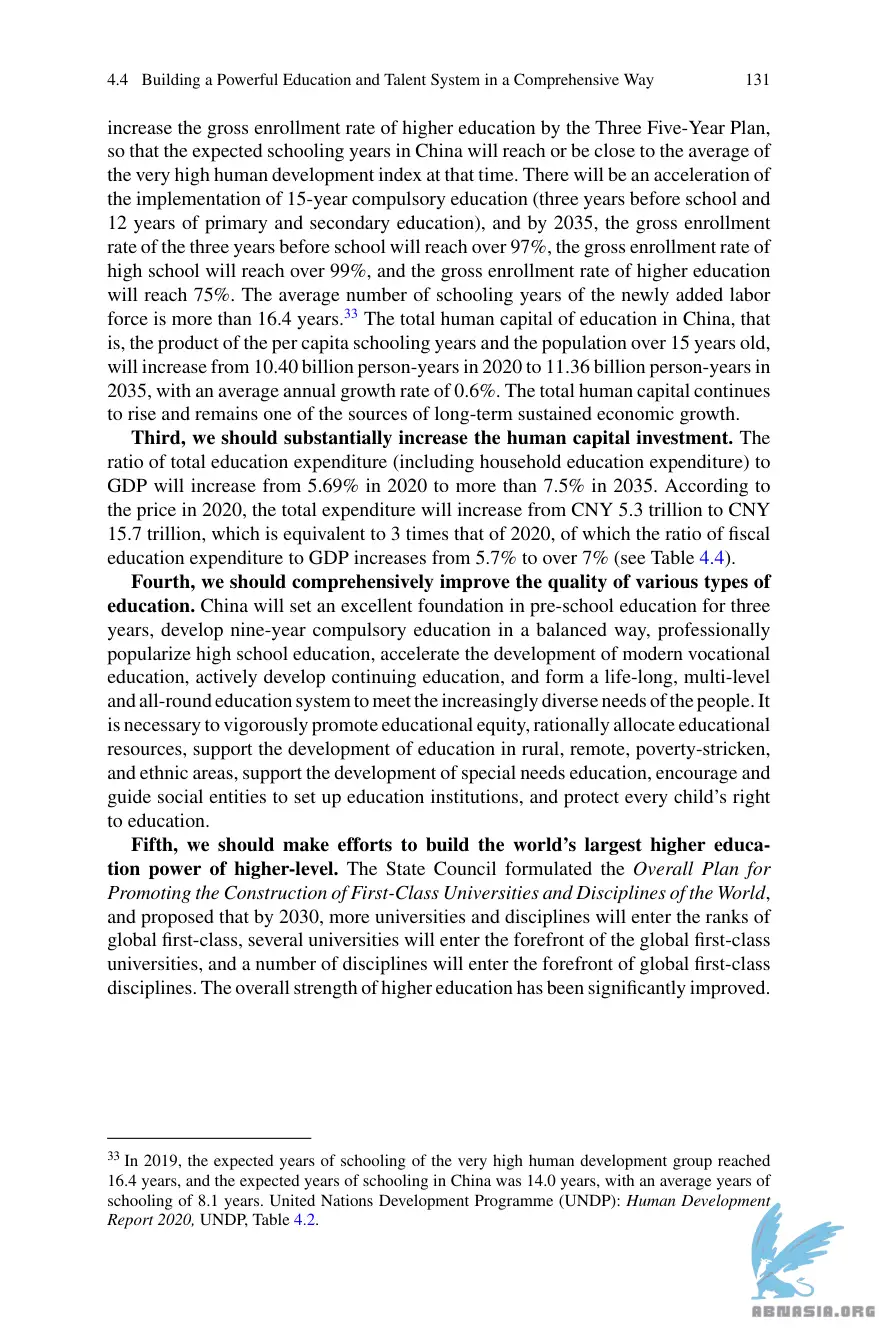 4.4 Building a Powerful Education and Talent System in a Comprehensive Way 131
increase the gross enrollment rate of higher education by the Three Five-Year Plan,
so that the expected schooling years in China will reach or be close to the average of
the very high human development index at that time. There will be an acceleration of
the implementation of 15-year compulsory education (three years before school and
12 years of primary and secondary education), and by 2035, the gross enrollment
rate of the three years before school will reach over 97%, the gross enrollment rate of
high school will reach over 99%, and the gross enrollment rate of higher education
will reach 75%. The average number of schooling years of the newly added labor
force is more than 16.4 years.33 The total human capital of education in China, that
is, the product of the per capita schooling years and the population over 15 years old,
will increase from 10.40 billion person-years in 2020 to 11.36 billion person-years in
2035, with an average annual growth rate of 0.6%. The total human capital continues
to rise and remains one of the sources of long-term sustained economic growth.
Third, we should substantially increase the human capital investment. The
ratio of total education expenditure (including household education expenditure) to
GDP will increase from 5.69% in 2020 to more than 7.5% in 2035. According to
the price in 2020, the total expenditure will increase from CNY 5.3 trillion to CNY
15.7 trillion, which is equivalent to 3 times that of 2020, of which the ratio of fiscal
education expenditure to GDP increases from 5.7% to over 7% (see Table 4.4).
Fourth, we should comprehensively improve the quality of various types of
education. China will set an excellent foundation in pre-school education for three
years, develop nine-year compulsory education in a balanced way, professionally
popularize high school education, accelerate the development of modern vocational
education, actively develop continuing education, and form a life-long, multi-level
and all-round education system to meet the increasingly diverse needs of the people. It
is necessary to vigorously promote educational equity, rationally allocate educational
resources, support the development of education in rural, remote, poverty-stricken,
and ethnic areas, support the development of special needs education, encourage and
guide social entities to set up education institutions, and protect every child's right
to education.
Fifth, we should make efforts to build the world's largest higher educa-
tion power of higher-level. The State Council formulated the Overall Plan for
Promoting the Construction of First-Class Universities and Disciplines of the World,
and proposed that by 2030, more universities and disciplines will enter the ranks of
global first-class, several universities will enter the forefront of the global first-class
universities, and a number of disciplines will enter the forefront of global first-class
disciplines. The overall strength of higher education has been significantly improved.
33 In 2019, the expected years of schooling of the very high human development group reached
16.4 years, and the expected years of schooling in China was 14.0 years, with an average years of
schooling of 8.1 years. United Nations Development Programme (UNDP): Human Development
Report 2020, UNDP, Table 4.2.
ABNASIA.ORG